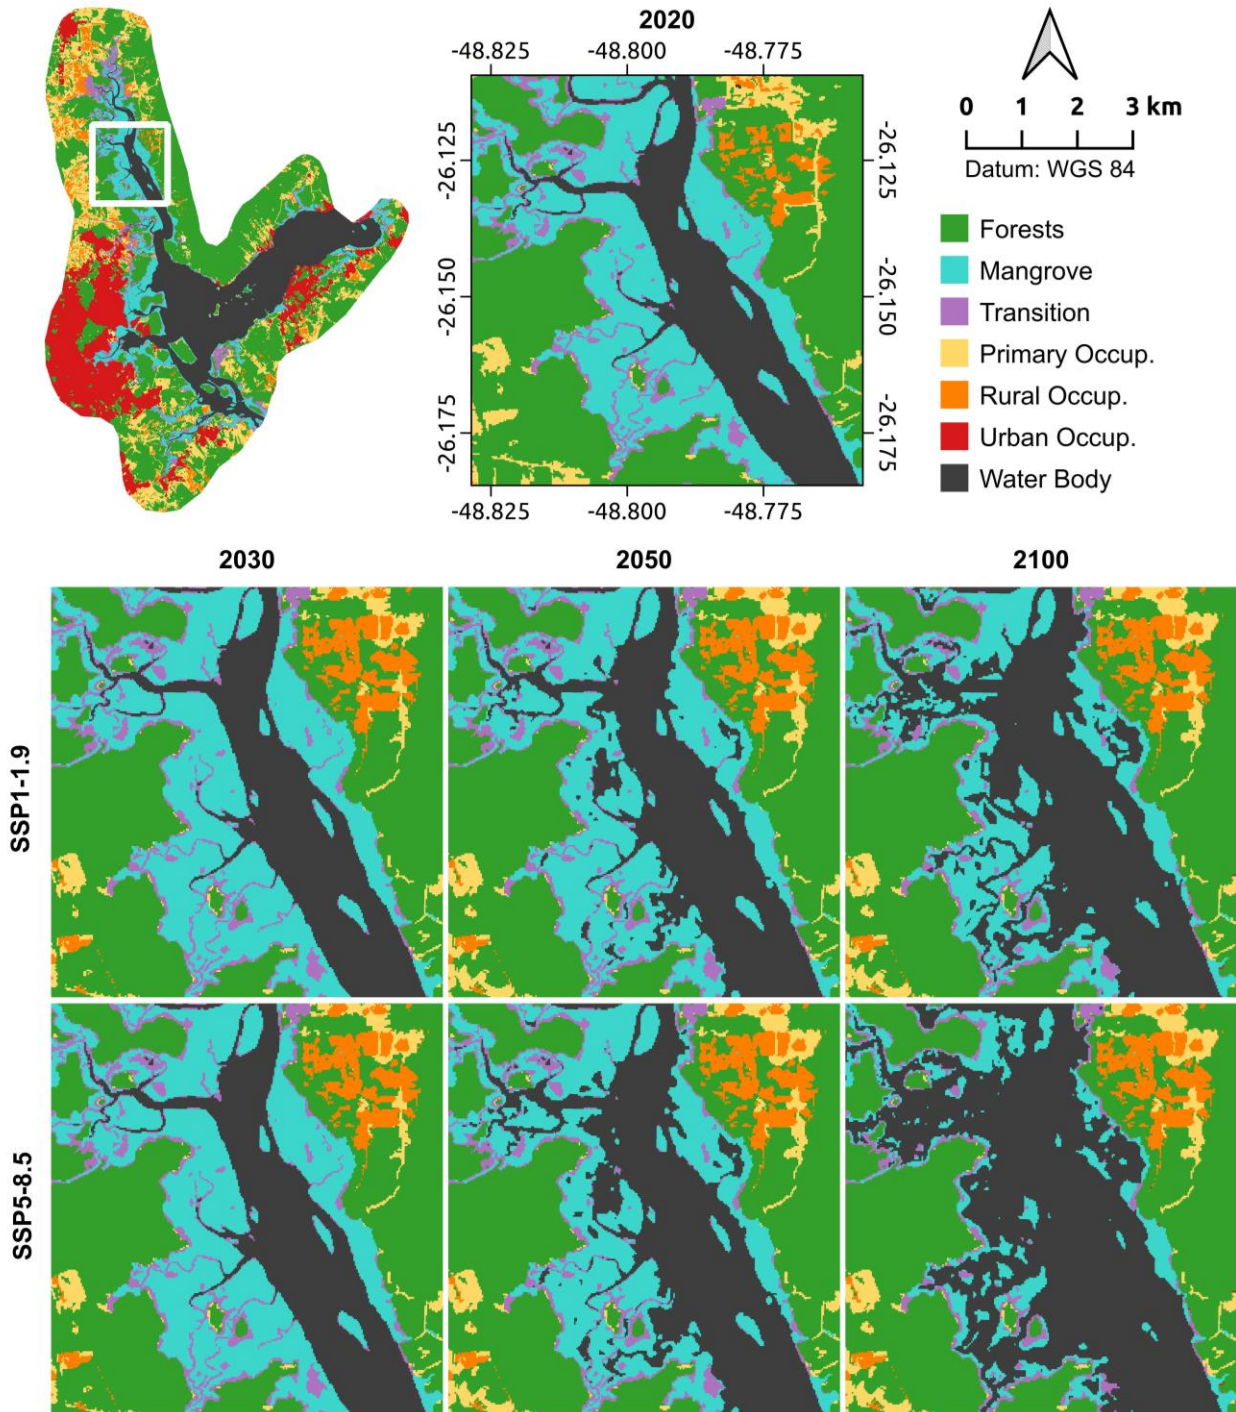 2020
-48.825 -48.800 -48.775
-26.125
-26.150
-26.175
-26.125
-26.150
-26.175
-48.825 -48.800 -48.775
0 1 2 3 km
Datum: WGS 84
Forests
Mangrove
Transition
Primary Occup.
Rural Occup.
Urban Occup.
Water Body
2030 2050 2100
SSP1-1.9
SSP5-8.5